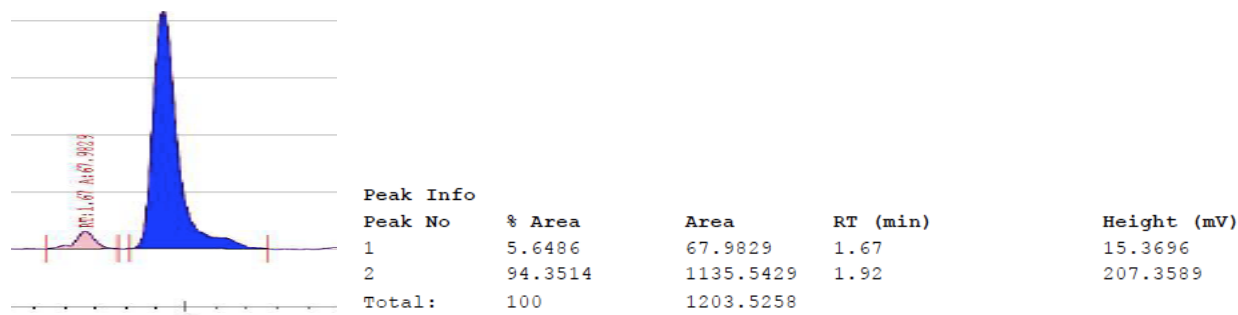 RT:1.67 A:67.9829
Peak Info
Peak No % Area Area RT (min) Height (mV)
1 5.6486 67.9829 1.67 15.3696
2 94.3514 1135.5429 1.92 207.3589
Total: 100 1203.5258